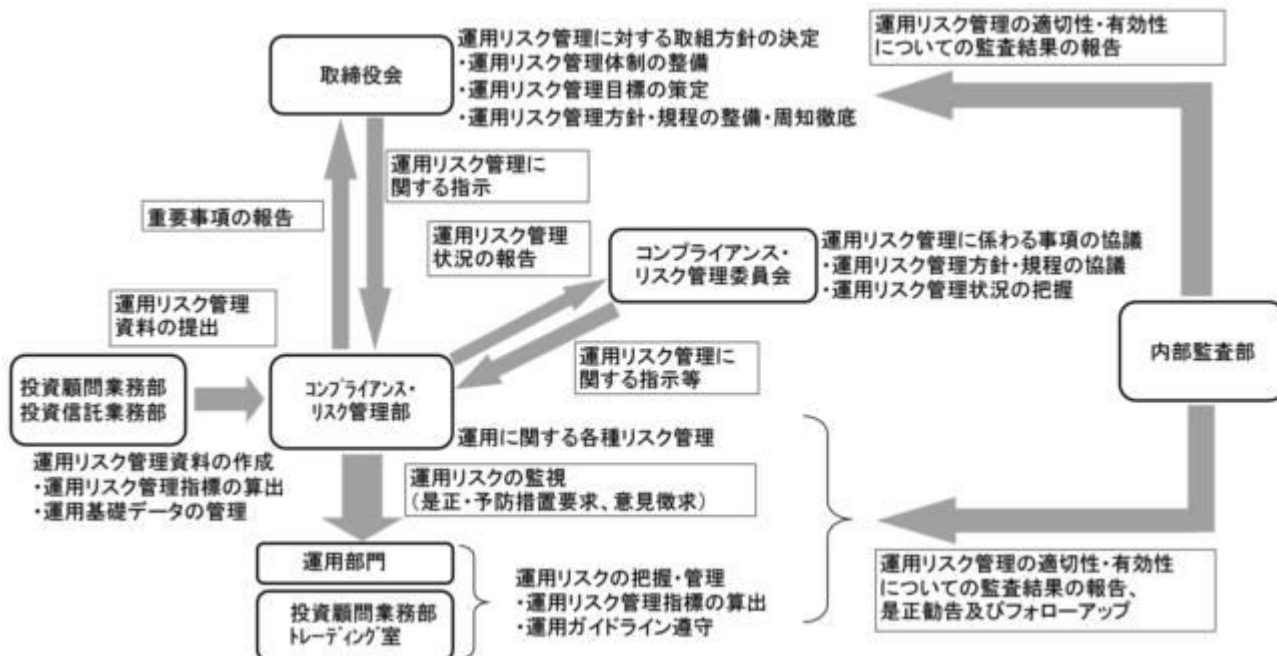 運用リスク管理に対する取組方針の決定
・運用リスク管理体制の整備
・運用リスク管理目標の策定
・運用リスク管理方針・規程の整備・周知徹底
取締役会
運用リスク管理の適切性・有効性
についての監査結果の報告
運用リスク管理に
関する指示
重要事項の報告
運用リスク管理
状況の報告
コンプライアンス・
リスク管理委員会
運用リスク管理に係わる事項の協議
・運用リスク管理方針・規程の協議
・運用リスク管理状況の把握
運用リスク管理
資料の提出
運用リスク管理に
関する指示等
内部監査部
投資顧問業務部
投資信託業務部
コンプライアンス・
リスク管理部
運用に関する各種リスク管理
運用リスク管理資料の作成
・運用リスク管理指標の算出
・運用基礎データの管理
運用リスクの監視
(是正・予防措置要求、意見徴求)
運用部門
投資顧問業務部
トレーディング室
運用リスクの把握・管理
・運用リスク管理指標の算出
・運用ガイドライン遵守
運用リスク管理の適切性・有効性
についての監査結果の報告、
是正勧告及びフォローアップ